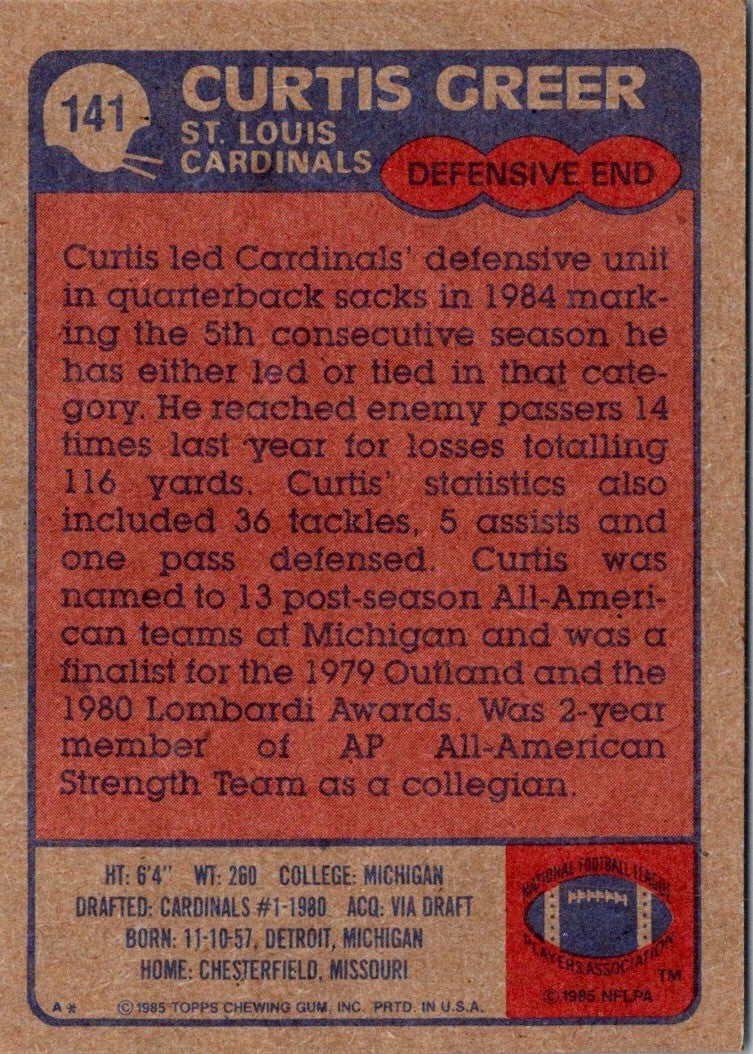 141
CURTIS GREER
ST. LOUIS
CARDINALS
DEFENSIVE END
Curtis led Cardinals' defensive unit
in quarterback sacks in 1984 mark-
ing the 5th consecutive season he
has either led or tied in that cate-
gory. He reached enemy passers 14
times last year for losses totalling
116 yards. Curtis' statistics also
included 36 tackles, 5 assists and
one pass defensed. Curtis was
named to 13 post-season All-Ameri-
can teams at Michigan and was a
finalist for the 1979 Outland and the
1980 Lombardi Awards. Was 2-year
member of AP All-American
Strength Team as a collegian.
HT: 6'4" WT: 260 COLLEGE: MICHIGAN
DRAFTED: CARDINALS #1-1980 ACQ: VIA DRAFT
BORN: 11-10-57, DETROIT, MICHIGAN
HOME: CHESTERFIELD, MISSOURI
A* © 1985 TOPPS CHEWING GUM, INC. PRTD. IN U.S.A.
NATIONAL FOOTBALL LEAGUE
PLAYERS ASSOCIATION
TM
© 1985 NFLPA